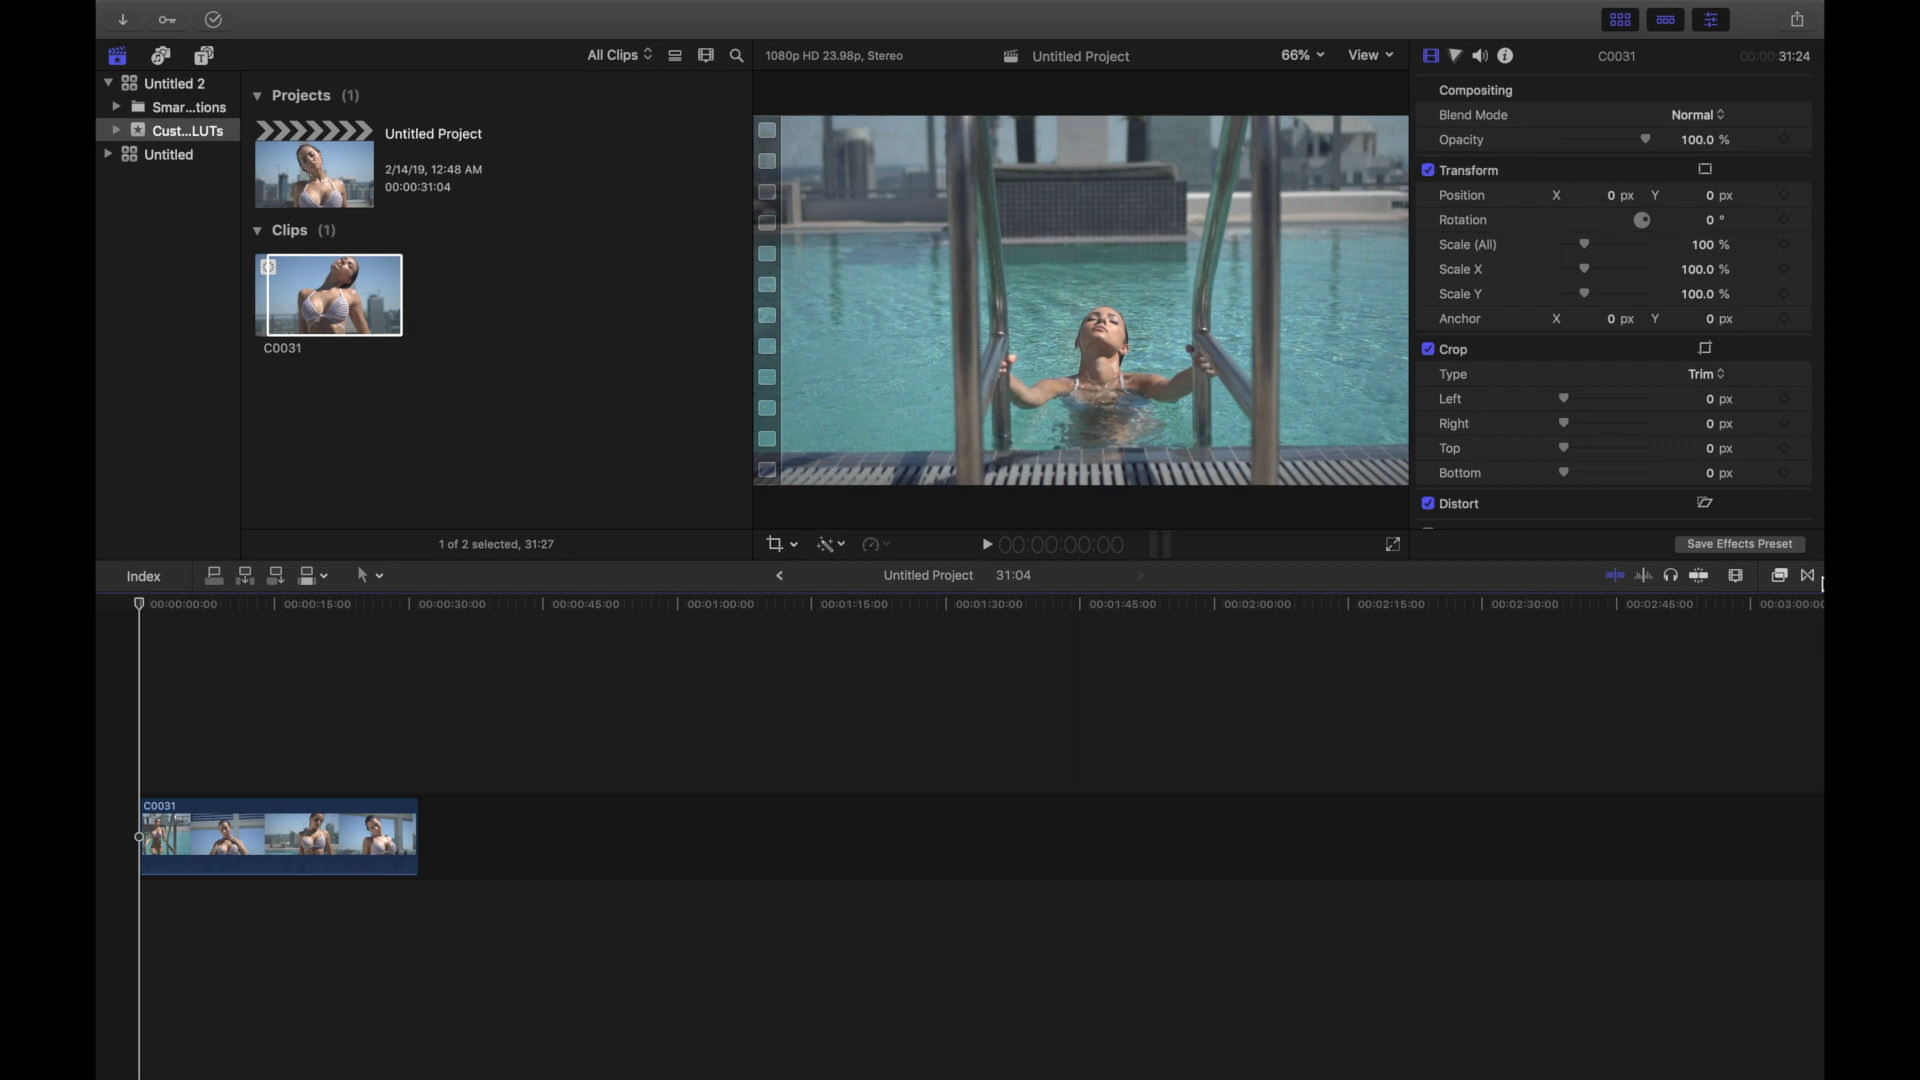 All Clips
1080p HD 23.98p, Stereo
Untitled Project
66%
View
C0031
00:00:31:24
Untitled 2
Smar...tions
Cust...LUTs
Untitled
Projects (1)
Untitled Project
2/14/19, 12:48 AM
00:00:31:04
Clips (1)
C0031
1 of 2 selected, 31:27
00:00:00:00
Compositing
Blend Mode Normal
Opacity 100.0 %
Transform
Position X 0 px Y 0 px
Rotation 0 °
Scale (All) 100 %
Scale X 100.0 %
Scale Y 100.0 %
Anchor X 0 px Y 0 px
Crop
Type Trim
Left 0 px
Right 0 px
Top 0 px
Bottom 0 px
Distort
Save Effects Preset
Index
Untitled Project 31:04
00:00:00:00 00:00:15:00 00:00:30:00 00:00:45:00 00:01:00:00 00:01:15:00 00:01:30:00 00:01:45:00 00:02:00:00 00:02:15:00 00:02:30:00 00:02:45:00 00:03:00:00
C0031